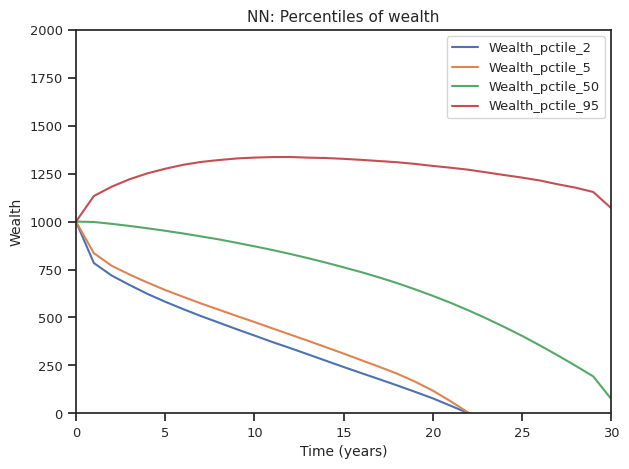 NN: Percentiles of wealth
Wealth_pctile_2
Wealth_pctile_5
Wealth_pctile_50
Wealth_pctile_95
Wealth
2000
1750
1500
1250
1000
750
500
250
0
0 5 10 15 20 25 30
Time (years)